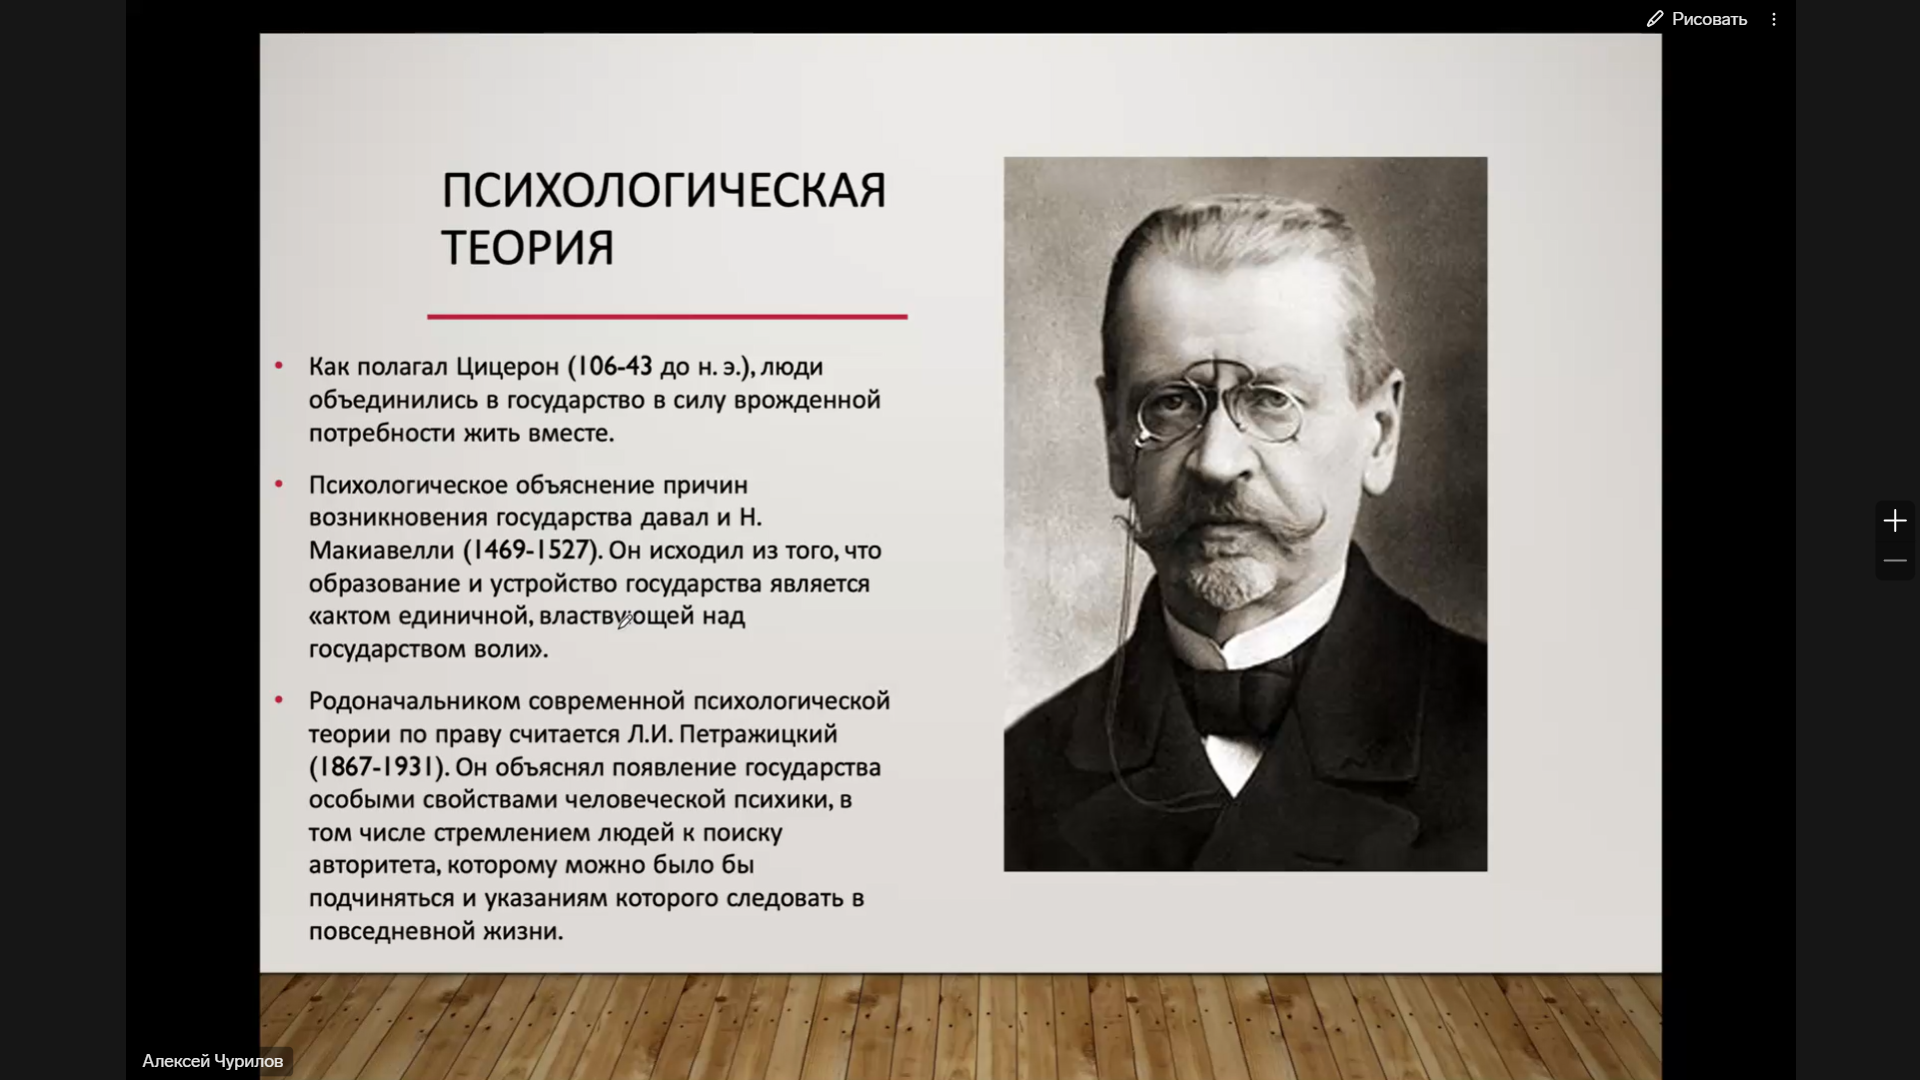 Рисовать
ПСИХОЛОГИЧЕСКАЯ
ТЕОРИЯ
• Как полагал Цицерон (106-43 до н. э.), люди
объединились в государство в силу врожденной
потребности жить вместе.
• Психологическое объяснение причин
возникновения государства давал и Н.
Макиавелли (1469-1527). Он исходил из того, что
образование и устройство государства является
«актом единичной, властвующей над
государством воли».
• Родоначальником современной психологической
теории по праву считается Л.И. Петражицкий
(1867-1931). Он объяснял появление государства
особыми свойствами человеческой психики, в
том числе стремлением людей к поиску
авторитета, которому можно было бы
подчиняться и указаниям которого следовать в
повседневной жизни.
Алексей Чурилов